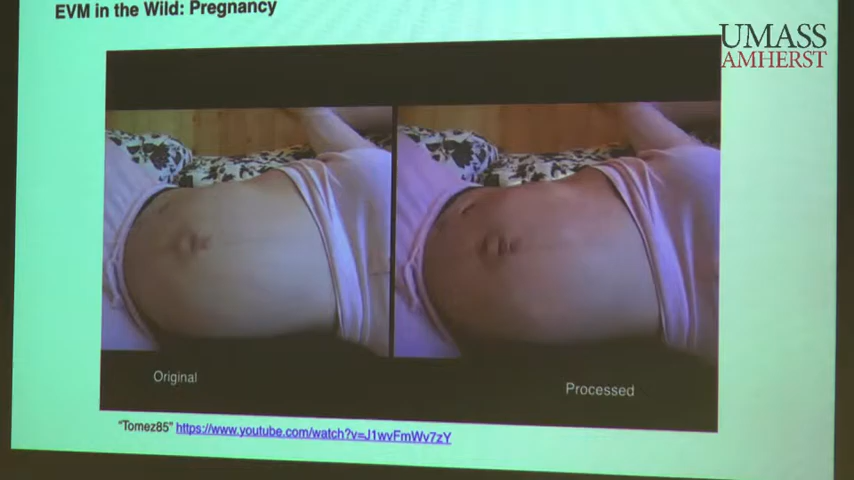 EVM in the Wild: Pregnancy
UMASS
AMHERST
Original
Processed
"Tomez85" https://www.youtube.com/watch?v=J1wvFmWv7zY